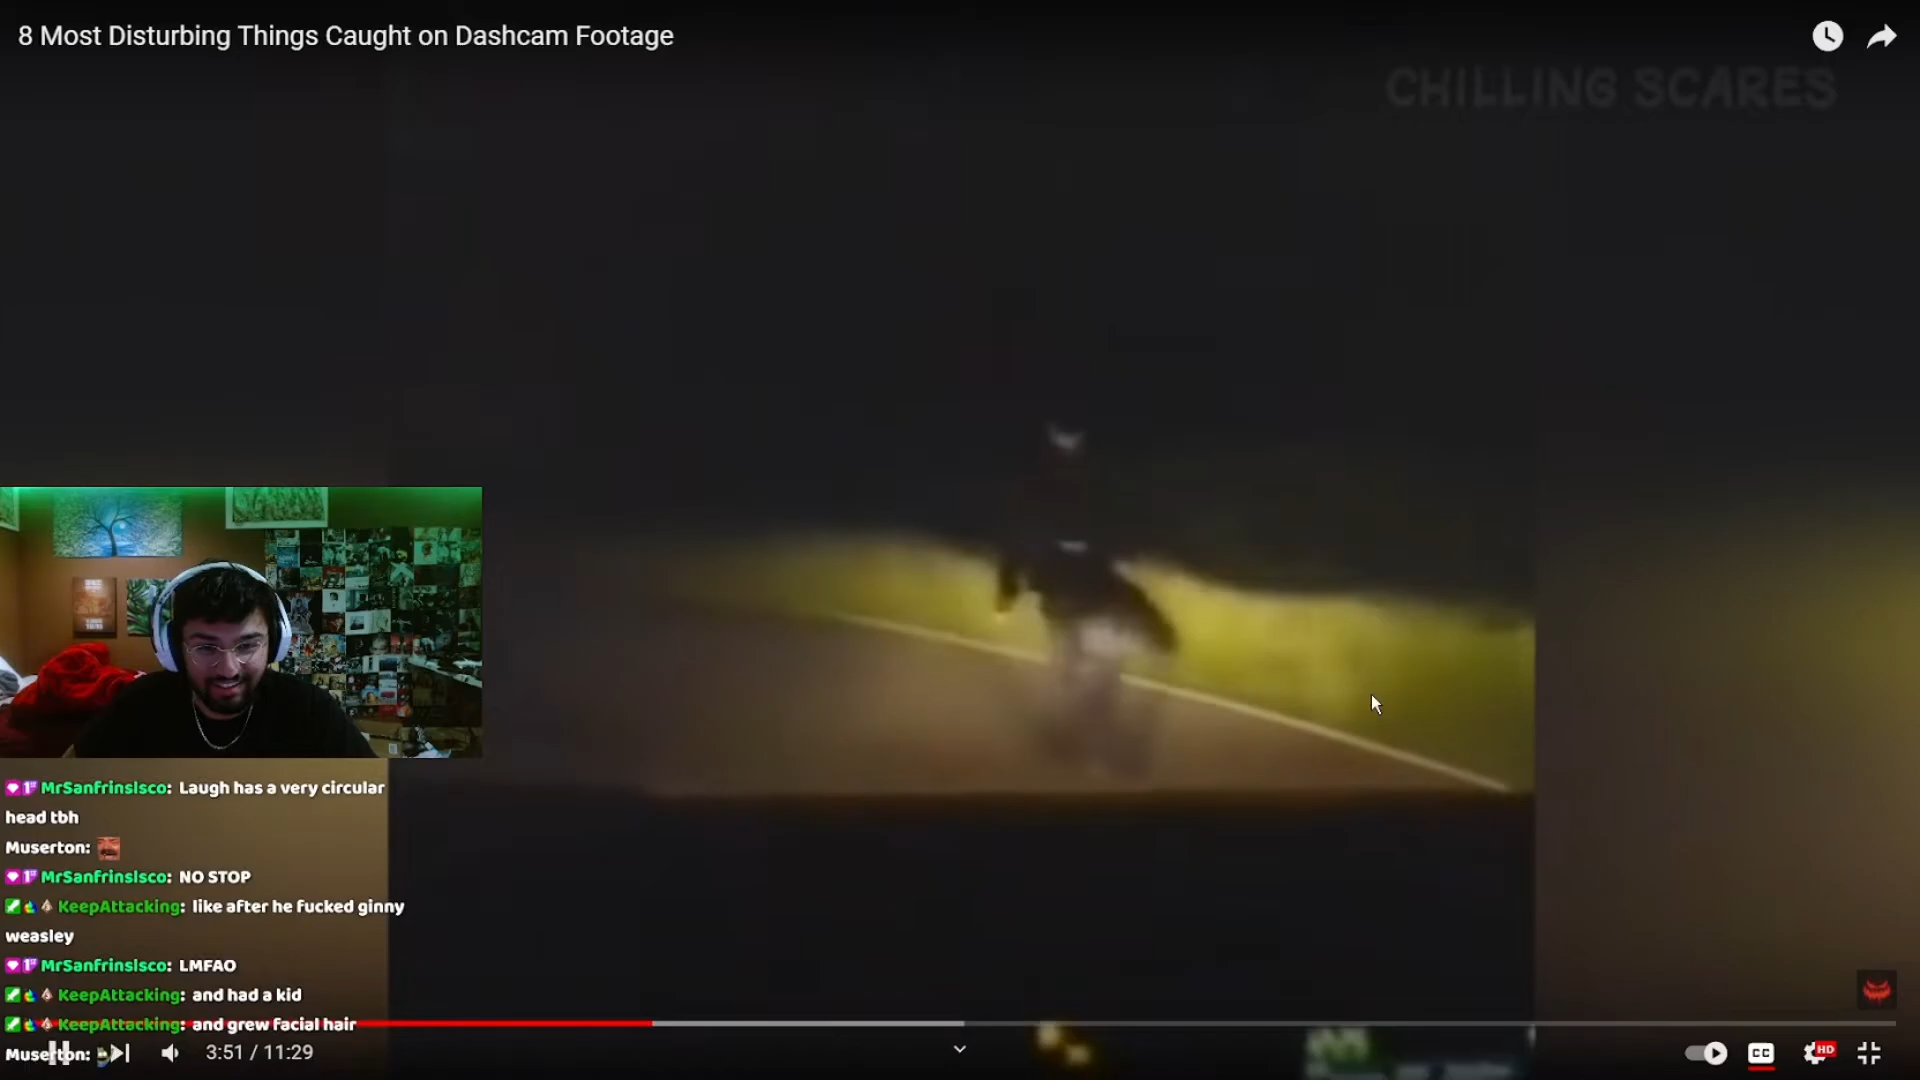 8 Most Disturbing Things Caught on Dashcam Footage
CHILLING SCARES
MrSanfrinsIsco: Laugh has a very circular
head tbh
Muserton:
MrSanfrinsIsco: NO STOP
KeepAttacking: like after he fucked ginny
weasley
MrSanfrinsIsco: LMFAO
KeepAttacking: and had a kid
KeepAttacking: and grew facial hair
Muserton:
3:51 / 11:29
CC
HD